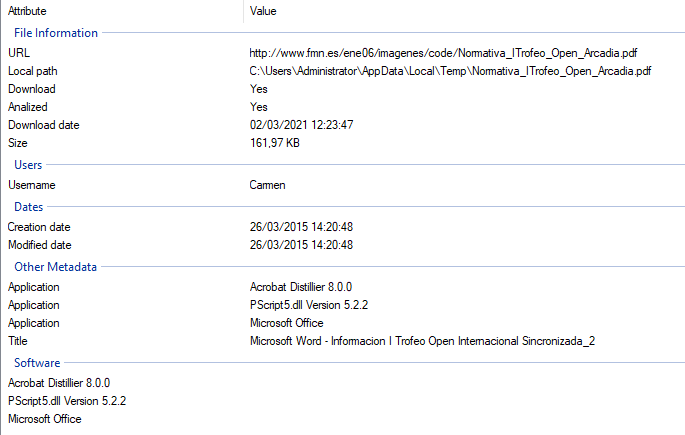 Attribute Value
File Information
URL http://www.fmn.es/ene06/imagenes/code/Normativa_ITrofeo_Open_Arcadia.pdf
Local path C:\Users\Administrator\AppData\Local\Temp\Normativa_ITrofeo_Open_Arcadia.pdf
Download Yes
Analized Yes
Download date 02/03/2021 12:23:47
Size 161,97 KB
Users
Username Carmen
Dates
Creation date 26/03/2015 14:20:48
Modified date 26/03/2015 14:20:48
Other Metadata
Application Acrobat Distillier 8.0.0
Application PScript5.dll Version 5.2.2
Application Microsoft Office
Title Microsoft Word - Informacion I Trofeo Open Internacional Sincronizada_2
Software
Acrobat Distillier 8.0.0
PScript5.dll Version 5.2.2
Microsoft Office